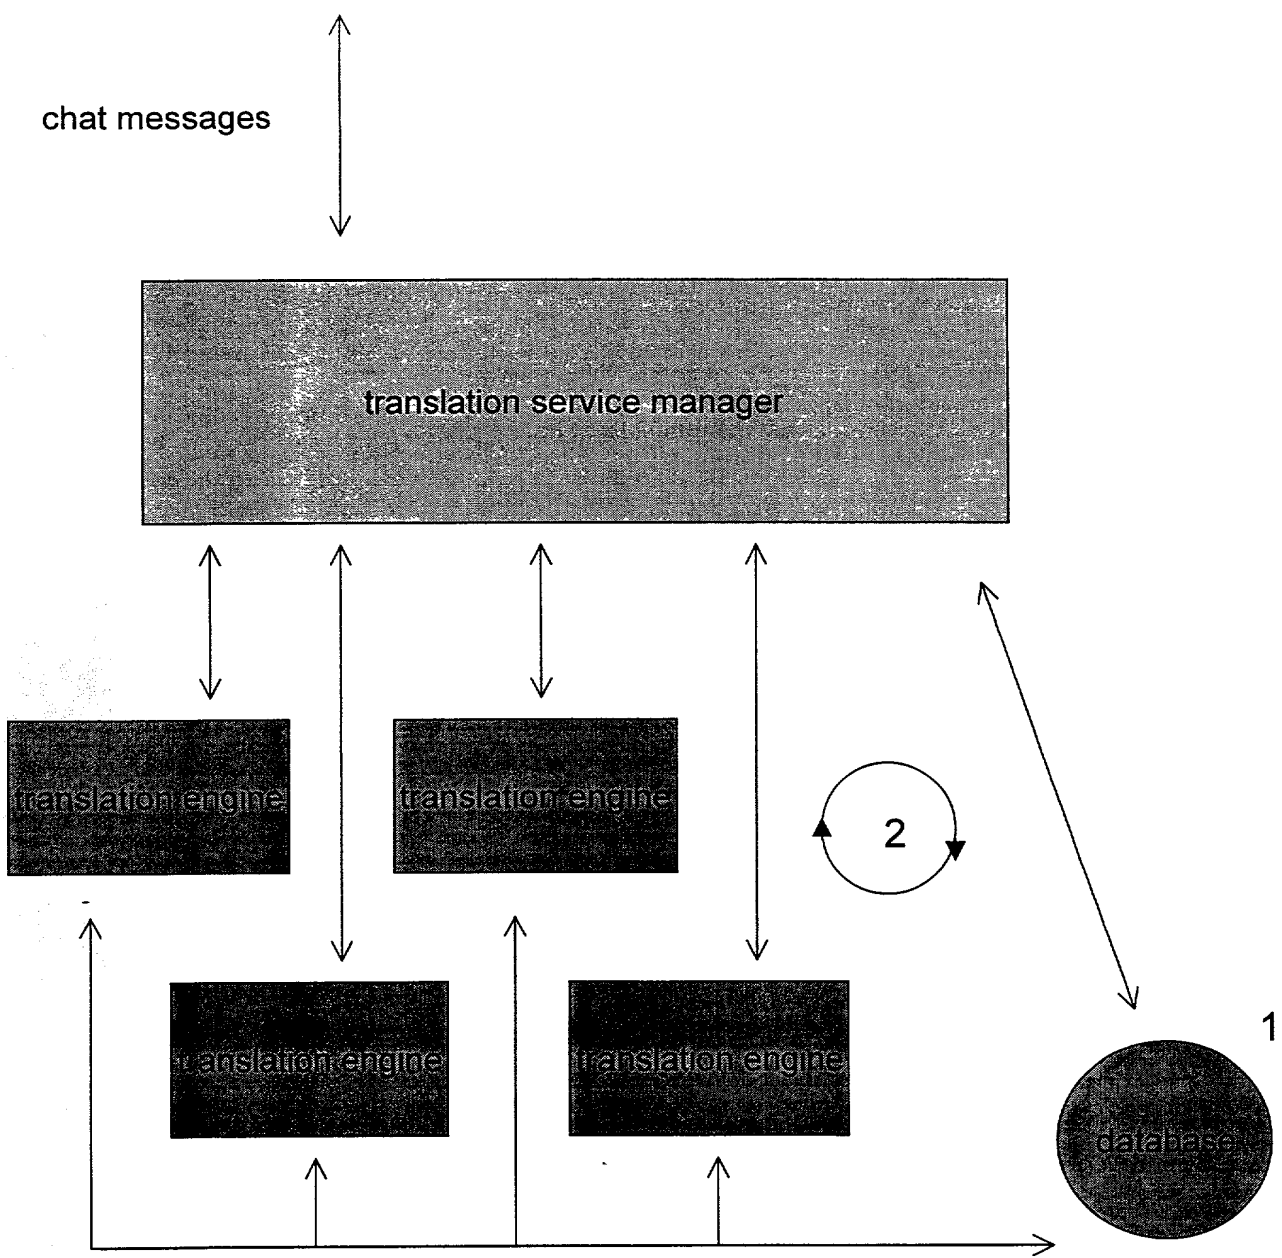 chat messages
translation service manager
translation engine
translation engine
2
translation engine
translation engine
1
database